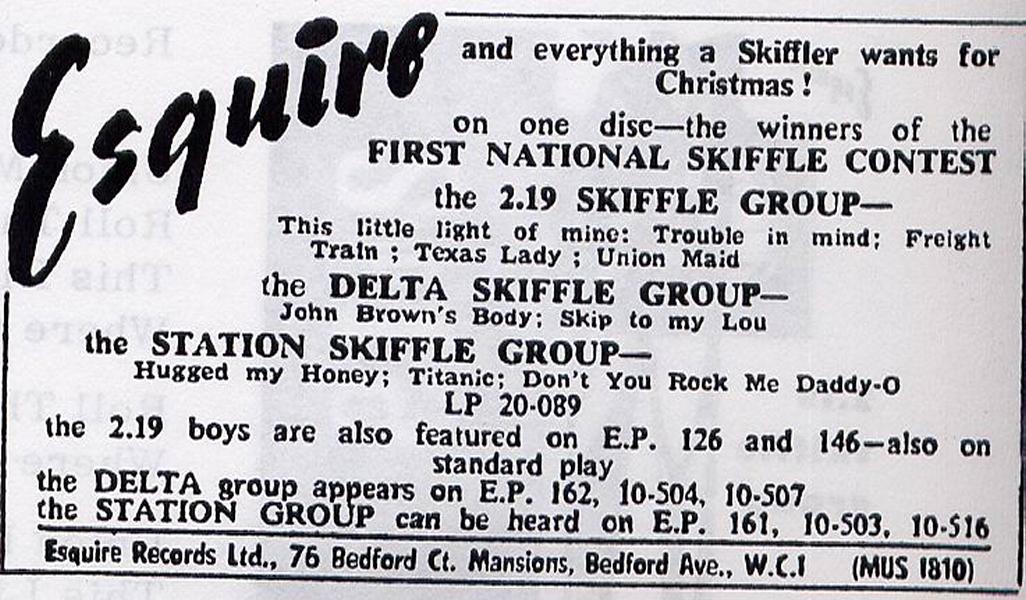 Esquire
and everything a Skiffler wants for
Christmas !
on one disc—the winners of the
FIRST NATIONAL SKIFFLE CONTEST
the 2.19 SKIFFLE GROUP—
This little light of mine: Trouble in mind; Freight
Train ; Texas Lady ; Union Maid
the DELTA SKIFFLE GROUP—
John Brown's Body; Skip to my Lou
the STATION SKIFFLE GROUP—
Hugged my Honey; Titanic; Don't You Rock Me Daddy-O
LP 20-089
the 2.19 boys are also featured on E.P. 126 and 146—also on
standard play
the DELTA group appears on E.P. 162, 10-504, 10-507
the STATION GROUP can be heard on E.P. 161, 10-503, 10-516
Esquire Records Ltd., 76 Bedford Ct. Mansions, Bedford Ave., W.C.1 (MUS 1810)